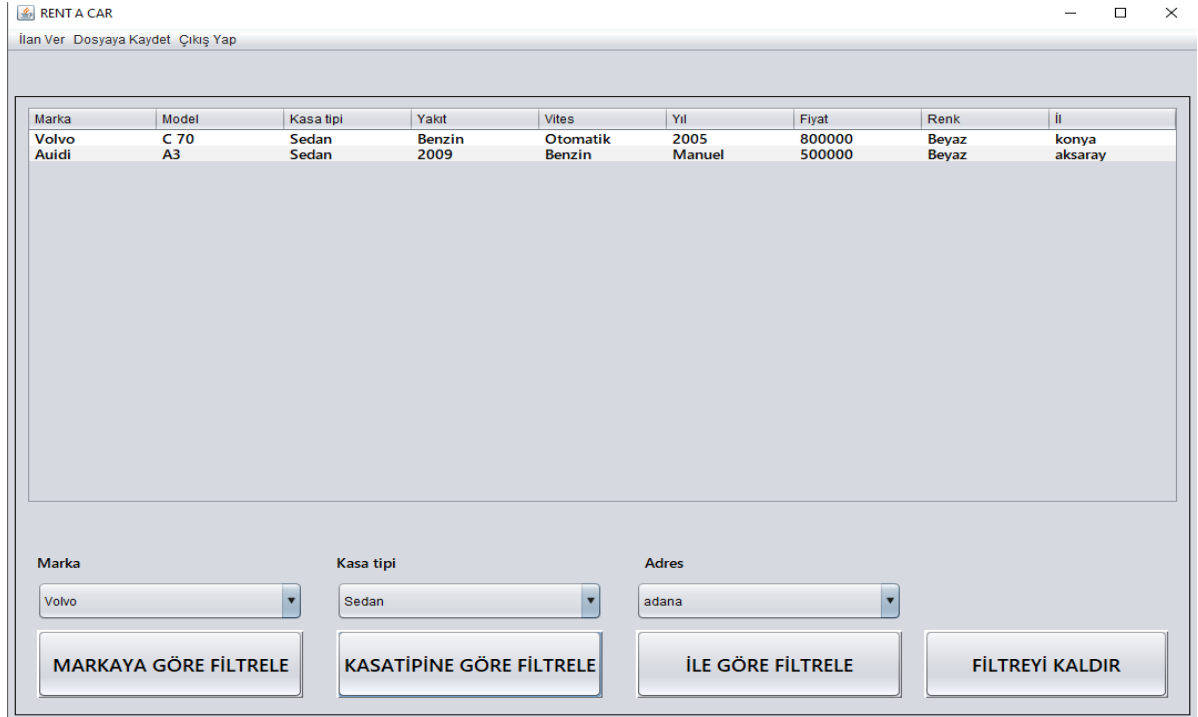 RENT A CAR
İlan Ver Dosyaya Kaydet Çıkış Yap
Marka Model Kasa tipi Yakıt Vites Yıl Fiyat Renk İl
Volvo C 70 Sedan Benzin Otomatik 2005 800000 Beyaz konya
Auidi A3 Sedan 2009 Benzin Manuel 500000 Beyaz aksaray
Marka Kasa tipi Adres
Volvo Sedan adana
MARKAYA GÖRE FİLTRELE KASATİPİNE GÖRE FİLTRELE İLE GÖRE FİLTRELE FİLTREYİ KALDIR